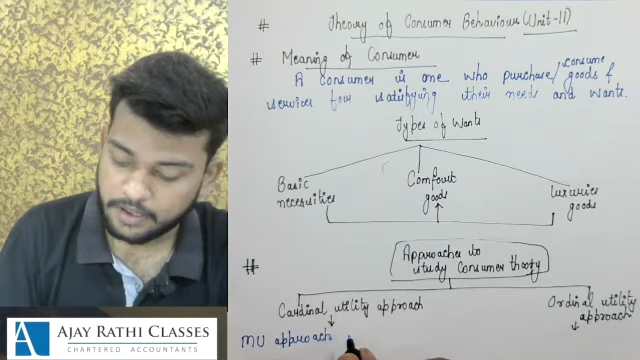 # Theory of Consumer Behaviour (Unit-II)
# Meaning of Consumer
A consumer is one who purchase/consume goods &
services for satisfying their needs and wants.
Types of Wants
Basic necessities
Comfort goods
luxuries goods
# Approaches to
study Consumer theory
Cardinal utility approach
Ordinal utility approach
MU approach
AJAY RATHI CLASSES
CHARTERED ACCOUNTANTS